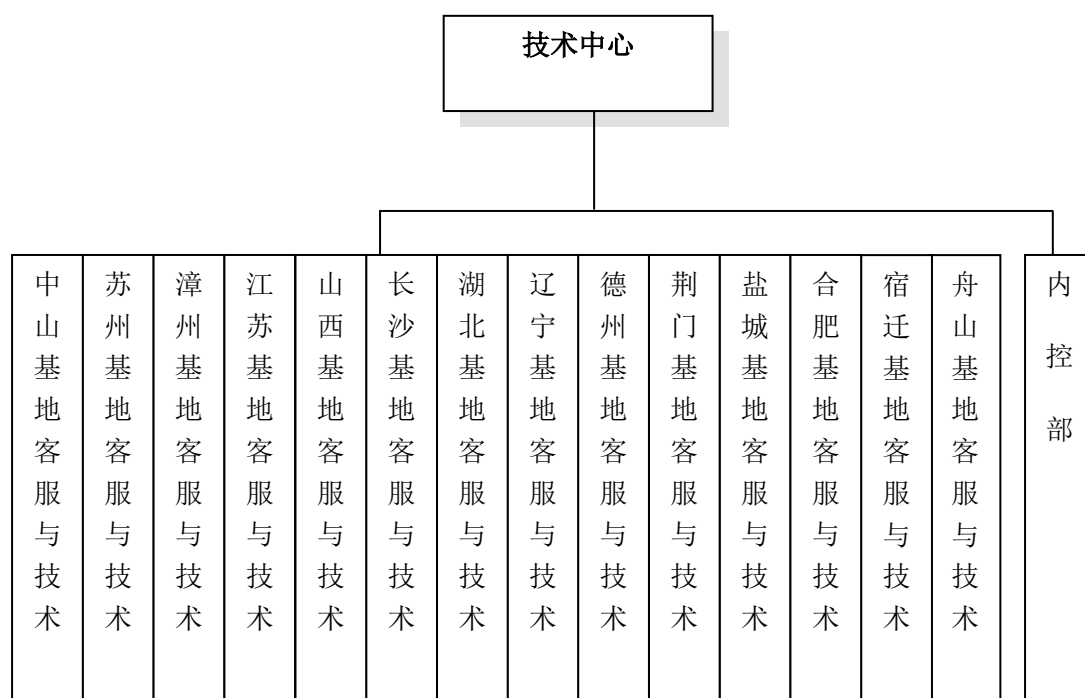 技术中心
中山基地客服与技术
苏州基地客服与技术
漳州基地客服与技术
江苏基地客服与技术
山西基地客服与技术
长沙基地客服与技术
湖北基地客服与技术
辽宁基地客服与技术
德州基地客服与技术
荆门基地客服与技术
盐城基地客服与技术
合肥基地客服与技术
宿迁基地客服与技术
舟山基地客服与技术
内控部